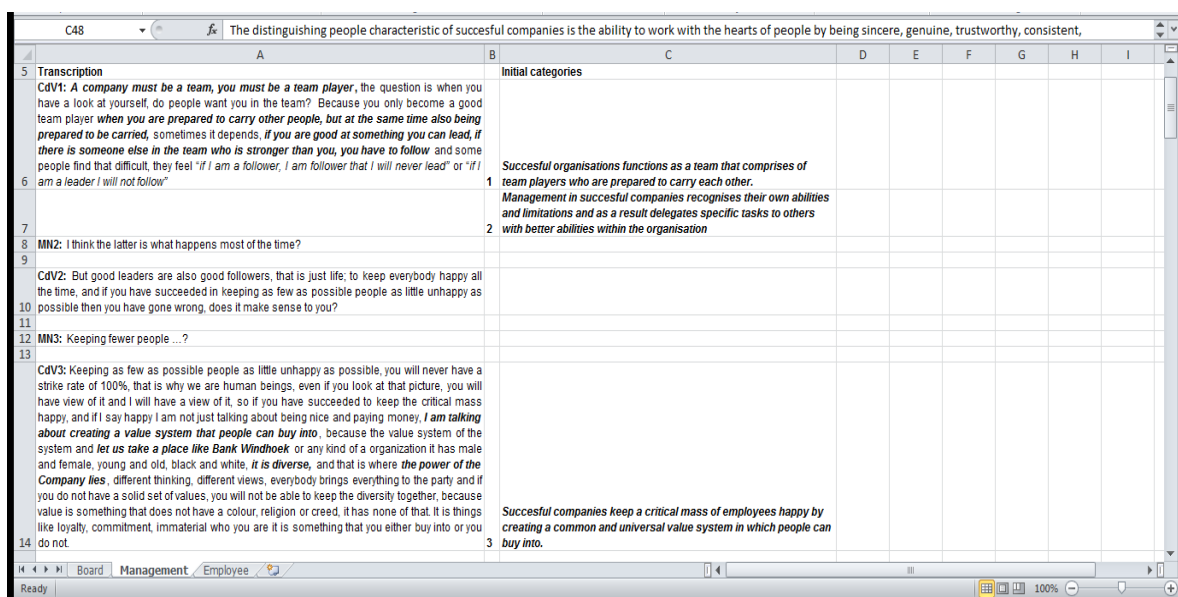 C48
fx The distinguishing people characteristic of succesful companies is the ability to work with the hearts of people by being sincere, genuine, trustworthy, consistent,
A B C D E F G H I
5 Transcription Initial categories
CdV1: A company must be a team, you must be a team player, the question is when you
have a look at yourself, do people want you in the team? Because you only become a good
team player when you are prepared to carry other people, but at the same time also being
prepared to be carried, sometimes it depends, if you are good at something you can lead, if
there is someone else in the team who is stronger than you, you have to follow and some
people find that difficult, they feel "if I am a follower, I am follower that I will never lead" or "if I
6 am a leader I will not follow"
Succesful organisations functions as a team that comprises of
1 team players who are prepared to carry each other.
Management in succesful companies recognises their own abilities
and limitations and as a result delegates specific tasks to others
7 2 with better abilities within the organisation
8 MN2: I think the latter is what happens most of the time?
9
CdV2: But good leaders are also good followers, that is just life; to keep everybody happy all
the time, and if you have succeeded in keeping as few as possible people as little unhappy as
10 possible then you have gone wrong, does it make sense to you?
11
12 MN3: Keeping fewer people ...?
13
CdV3: Keeping as few as possible people as little unhappy as possible, you will never have a
strike rate of 100%, that is why we are human beings, even if you look at that picture, you will
have view of it and I will have a view of it, so if you have succeeded to keep the critical mass
happy, and if I say happy I am not just talking about being nice and paying money, I am talking
about creating a value system that people can buy into, because the value system of the
system and let us take a place like Bank Windhoek or any kind of a organization it has male
and female, young and old, black and white, it is diverse, and that is where the power of the
Company lies, different thinking, different views, everybody brings everything to the party and if
you do not have a solid set of values, you will not be able to keep the diversity together, because
value is something that does not have a colour, religion or creed, it has none of that. It is things
like loyalty, commitment, immaterial who you are it is something that you either buy into or you
14 do not.
Succesful companies keep a critical mass of employees happy by
creating a common and universal value system in which people can
3 buy into.
Board Management Employee
Ready 100%